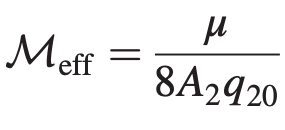 ℳ_eff = μ / (8A₂q₂₀)